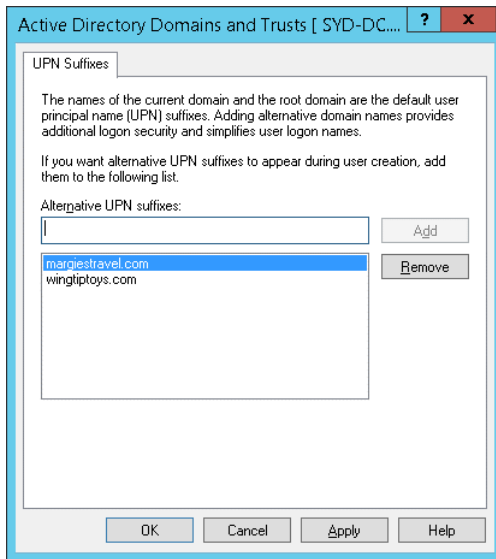 Active Directory Domains and Trusts [ SYD-DC.... ? x
UPN Suffixes
The names of the current domain and the root domain are the default user
principal name (UPN) suffixes. Adding alternative domain names provides
additional logon security and simplifies user logon names.
If you want alternative UPN suffixes to appear during user creation, add
them to the following list.
Alternative UPN suffixes:
Add
margiestravel.com
Remove
wingtiptoys.com
OK Cancel Apply Help